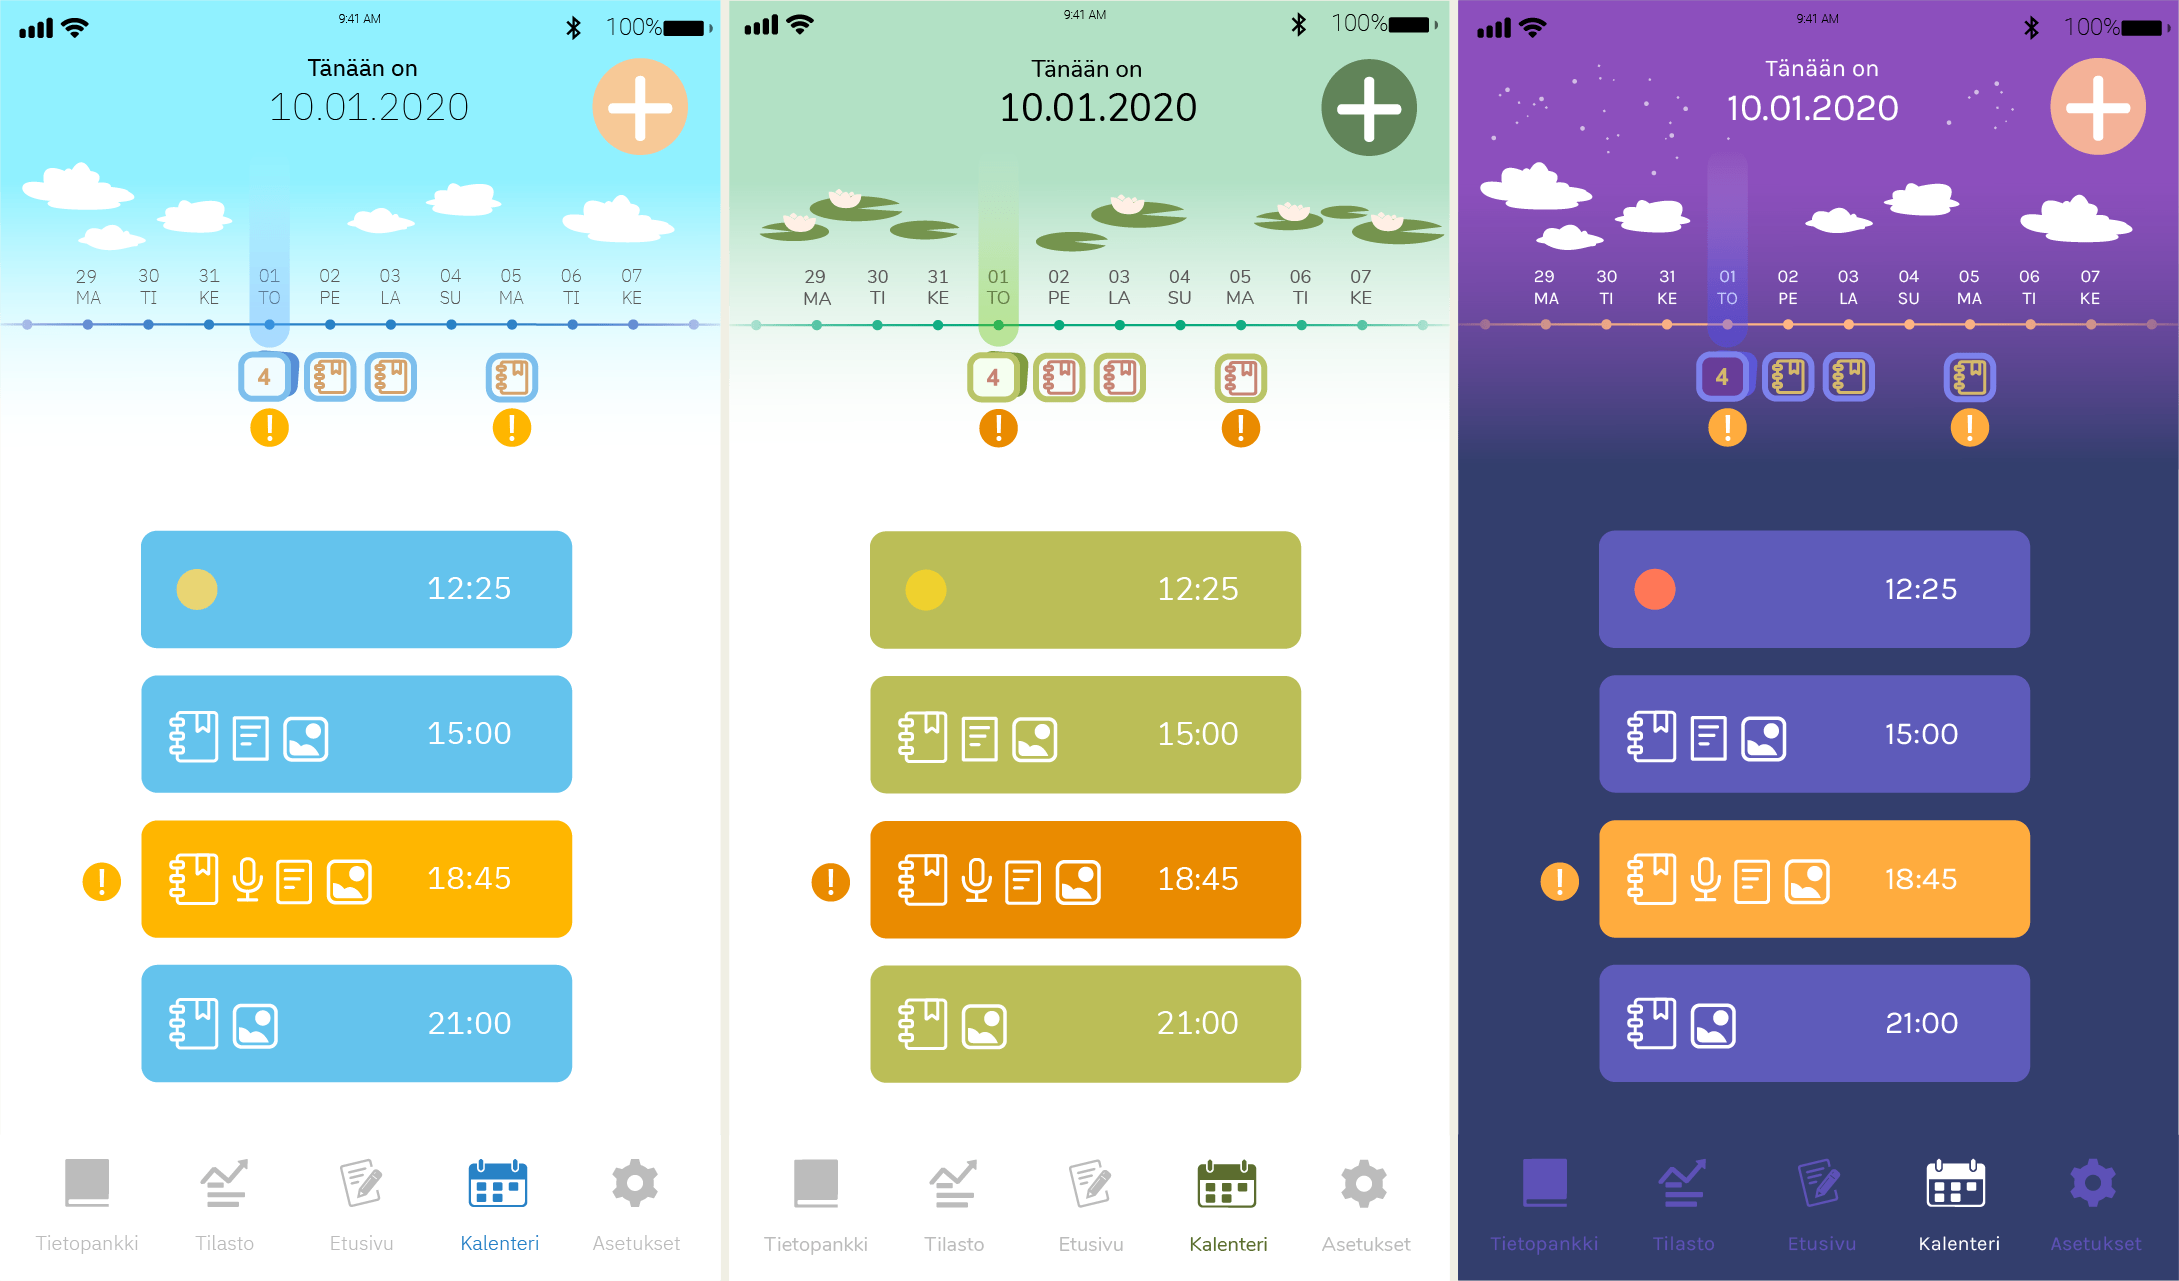 9:41 AM 100%
Tänään on
10.01.2020
29 30 31 01 02 03 04 05 06 07
MA TI KE TO PE LA SU MA TI KE
4
! !
12:25
15:00
! 18:45
21:00
Tietopankki Tilasto Etusivu Kalenteri Asetukset
9:41 AM 100%
Tänään on
10.01.2020
29 30 31 01 02 03 04 05 06 07
MA TI KE TO PE LA SU MA TI KE
4
! !
12:25
15:00
! 18:45
21:00
Tietopankki Tilasto Etusivu Kalenteri Asetukset
9:41 AM 100%
Tänään on
10.01.2020
29 30 31 01 02 03 04 05 06 07
MA TI KE TO PE LA SU MA TI KE
4
! !
12:25
15:00
! 18:45
21:00
Tietopankki Tilasto Etusivu Kalenteri Asetukset